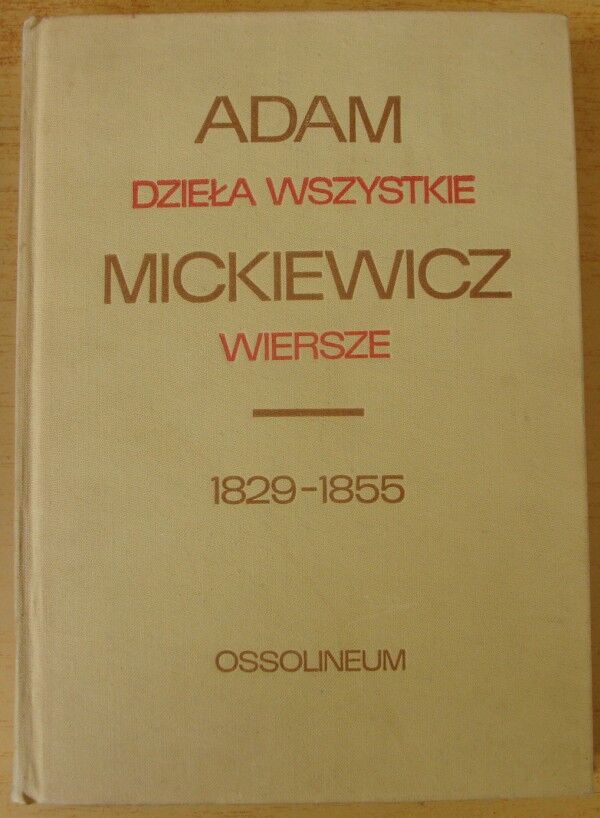 ADAM
DZIEŁA WSZYSTKIE
MICKIEWICZ
WIERSZE
1829-1855
OSSOLINEUM